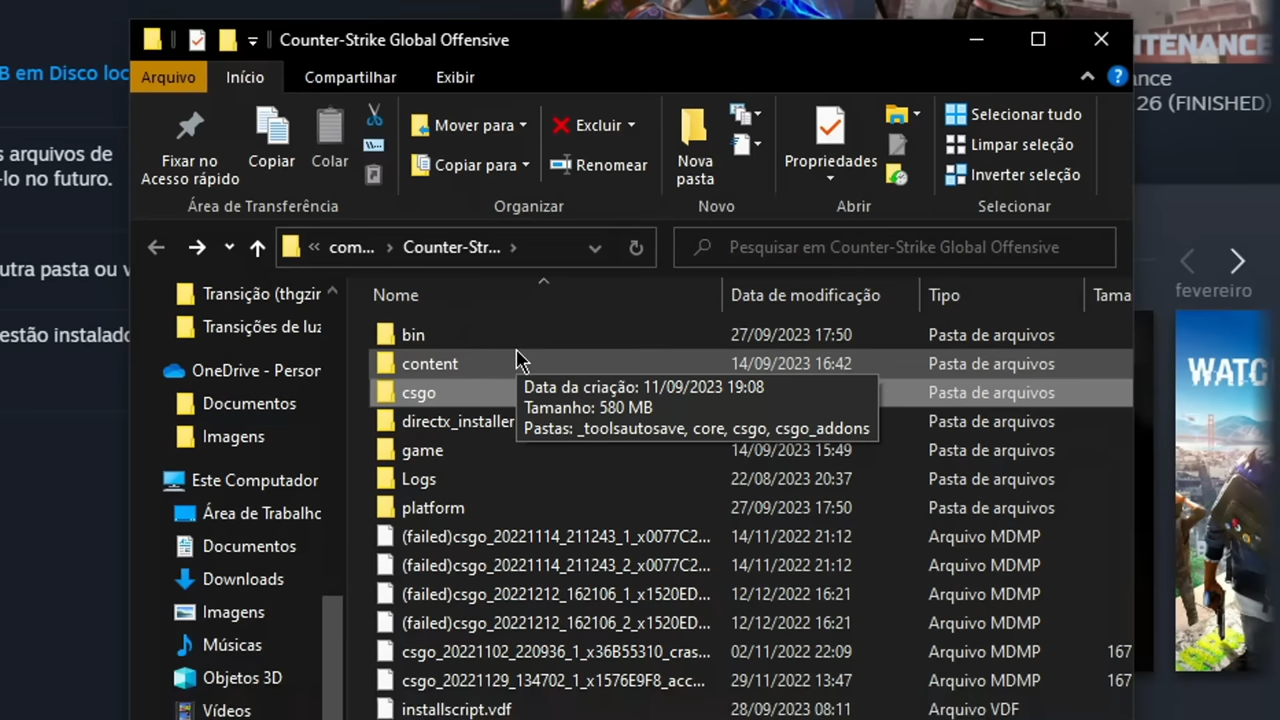 Counter-Strike Global Offensive
Arquivo Início Compartilhar Exibir
Fixar no
Acesso rápido
Copiar
Colar
Mover para
Copiar para
Excluir
Renomear
Nova
pasta
Propriedades
Selecionar tudo
Limpar seleção
Inverter seleção
Área de Transferência Organizar Novo Abrir Selecionar
« com... › Counter-Str... ›
Pesquisar em Counter-Strike Global Offensive
Transição (thgzir
Transições de luz
OneDrive - Person
Documentos
Imagens
Este Computador
Área de Trabalho
Documentos
Downloads
Imagens
Músicas
Objetos 3D
Vídeos
Nome Data de modificação Tipo Tama
bin 27/09/2023 17:50 Pasta de arquivos
content 14/09/2023 16:42 Pasta de arquivos
csgo Pasta de arquivos
directx_installer Pasta de arquivos
game 14/09/2023 15:49 Pasta de arquivos
Logs 22/08/2023 20:37 Pasta de arquivos
platform 27/09/2023 17:50 Pasta de arquivos
(failed)csgo_20221114_211243_1_x0077C2... 14/11/2022 21:12 Arquivo MDMP
(failed)csgo_20221114_211243_2_x0077C2... 14/11/2022 21:12 Arquivo MDMP
(failed)csgo_20221212_162106_1_x1520ED... 12/12/2022 16:21 Arquivo MDMP
(failed)csgo_20221212_162106_2_x1520ED... 12/12/2022 16:21 Arquivo MDMP
csgo_20221102_220936_1_x36B55310_cras... 02/11/2022 22:09 Arquivo MDMP 167
csgo_20221129_134702_1_x1576E9F8_acc... 29/11/2022 13:47 Arquivo MDMP 167
installscript.vdf 28/09/2023 08:11 Arquivo VDF
Data da criação: 11/09/2023 19:08
Tamanho: 580 MB
Pastas: _toolsautosave, core, csgo, csgo_addons
B em Disco loc
s arquivos de
-lo no futuro.
utra pasta ou v
estão instalado
NTENANCE
ance
26 (FINISHED)
fevereiro
WATC